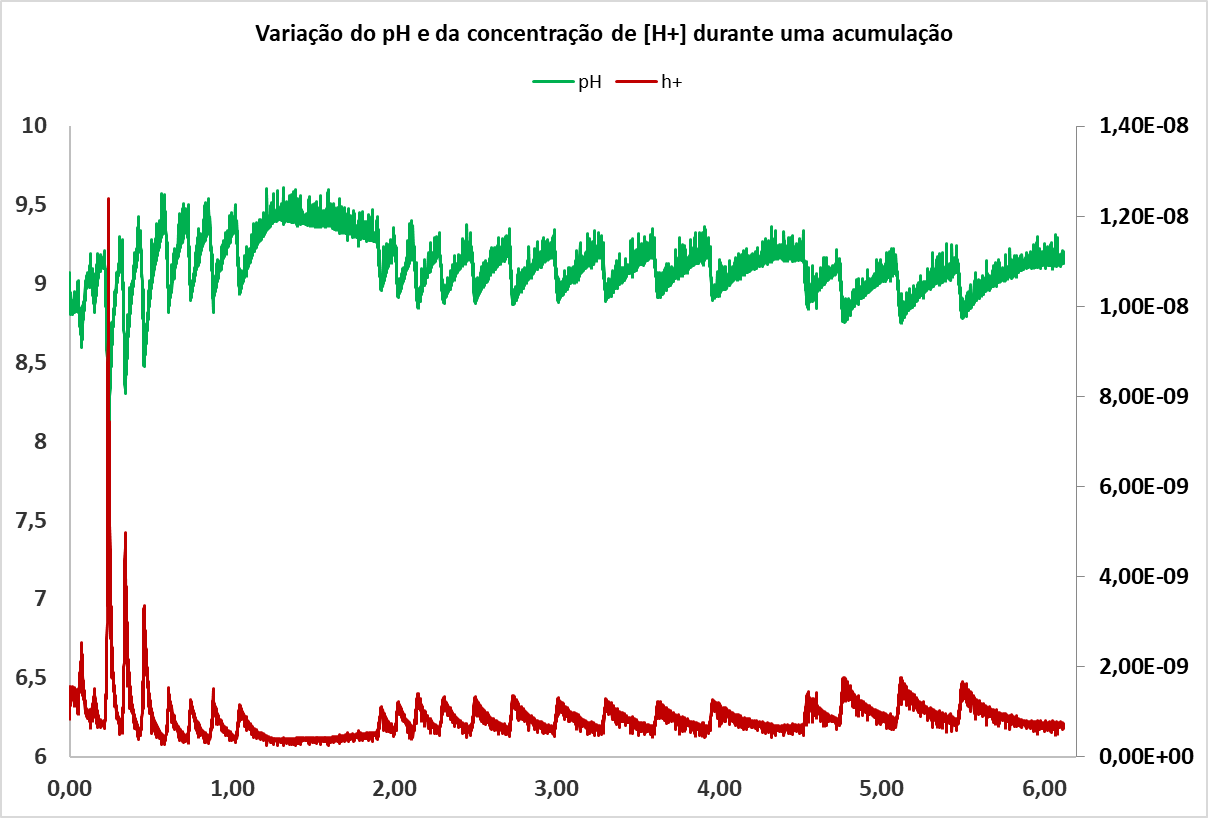 Variação do pH e da concentração de [H+] durante uma acumulação
pH h+
10
9,5
9
8,5
8
7,5
7
6,5
6
1,40E-08
1,20E-08
1,00E-08
8,00E-09
6,00E-09
4,00E-09
2,00E-09
0,00E+00
0,00 1,00 2,00 3,00 4,00 5,00 6,00